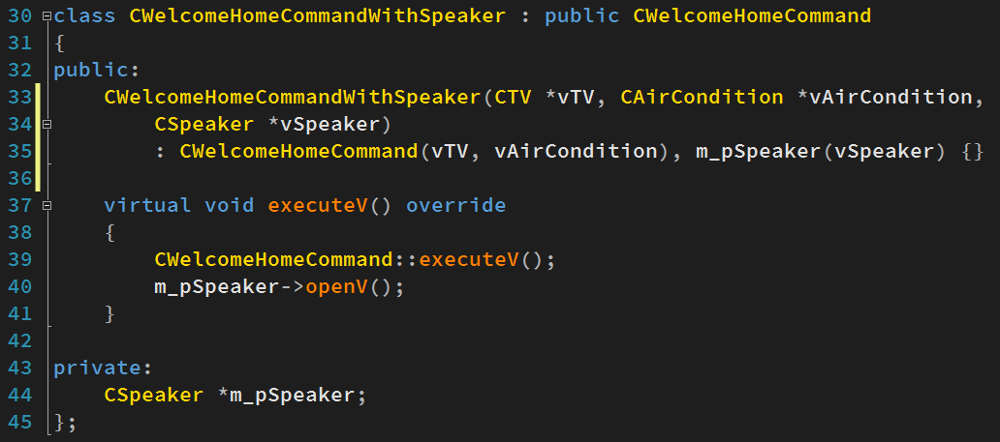 30 class CWelcomeHomeCommandWithSpeaker : public CWelcomeHomeCommand
31 {
32 public:
33     CWelcomeHomeCommandWithSpeaker(CTV *vTV, CAirCondition *vAirCondition,
34         CSpeaker *vSpeaker)
35         : CWelcomeHomeCommand(vTV, vAirCondition), m_pSpeaker(vSpeaker) {}
36
37     virtual void executeV() override
38     {
39         CWelcomeHomeCommand::executeV();
40         m_pSpeaker->openV();
41     }
42
43 private:
44     CSpeaker *m_pSpeaker;
45 };